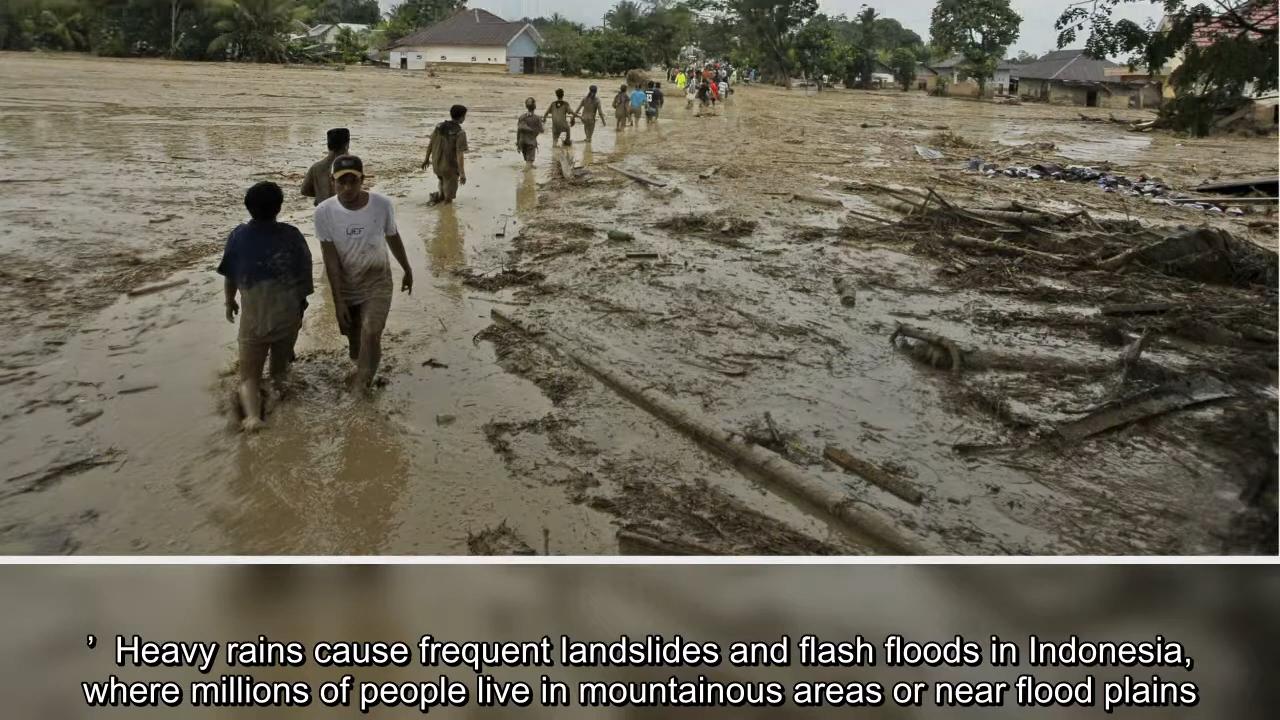 ’ Heavy rains cause frequent landslides and flash floods in Indonesia,
where millions of people live in mountainous areas or near flood plains